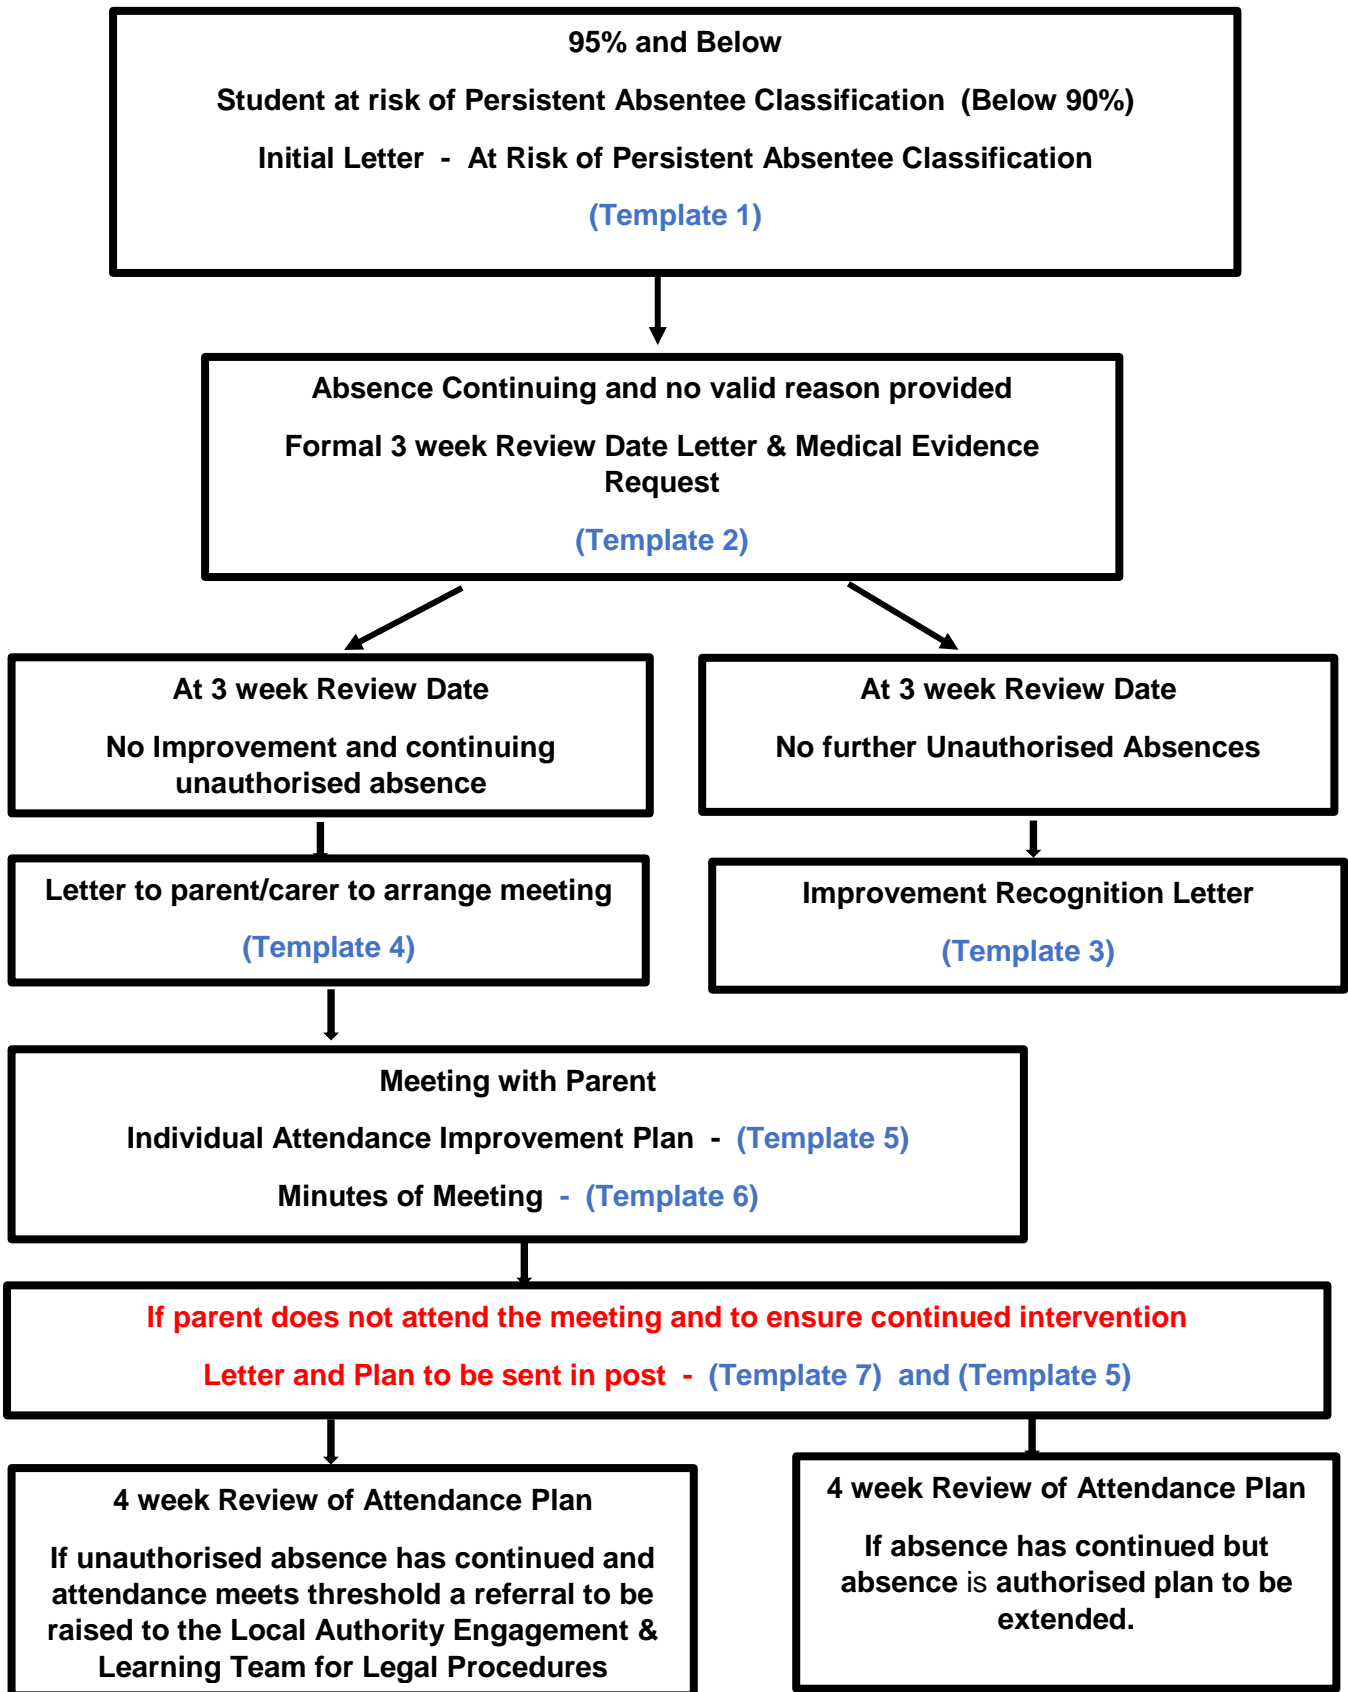 95% and Below
Student at risk of Persistent Absentee Classification (Below 90%)
Initial Letter - At Risk of Persistent Absentee Classification
(Template 1)
Absence Continuing and no valid reason provided
Formal 3 week Review Date Letter & Medical Evidence
Request
(Template 2)
At 3 week Review Date
No Improvement and continuing
unauthorised absence
At 3 week Review Date
No further Unauthorised Absences
Letter to parent/carer to arrange meeting
(Template 4)
Improvement Recognition Letter
(Template 3)
Meeting with Parent
Individual Attendance Improvement Plan - (Template 5)
Minutes of Meeting - (Template 6)
If parent does not attend the meeting and to ensure continued intervention
Letter and Plan to be sent in post - (Template 7) and (Template 5)
4 week Review of Attendance Plan
If unauthorised absence has continued and
attendance meets threshold a referral to be
raised to the Local Authority Engagement &
Learning Team for Legal Procedures
4 week Review of Attendance Plan
If absence has continued but
absence is authorised plan to be
extended.